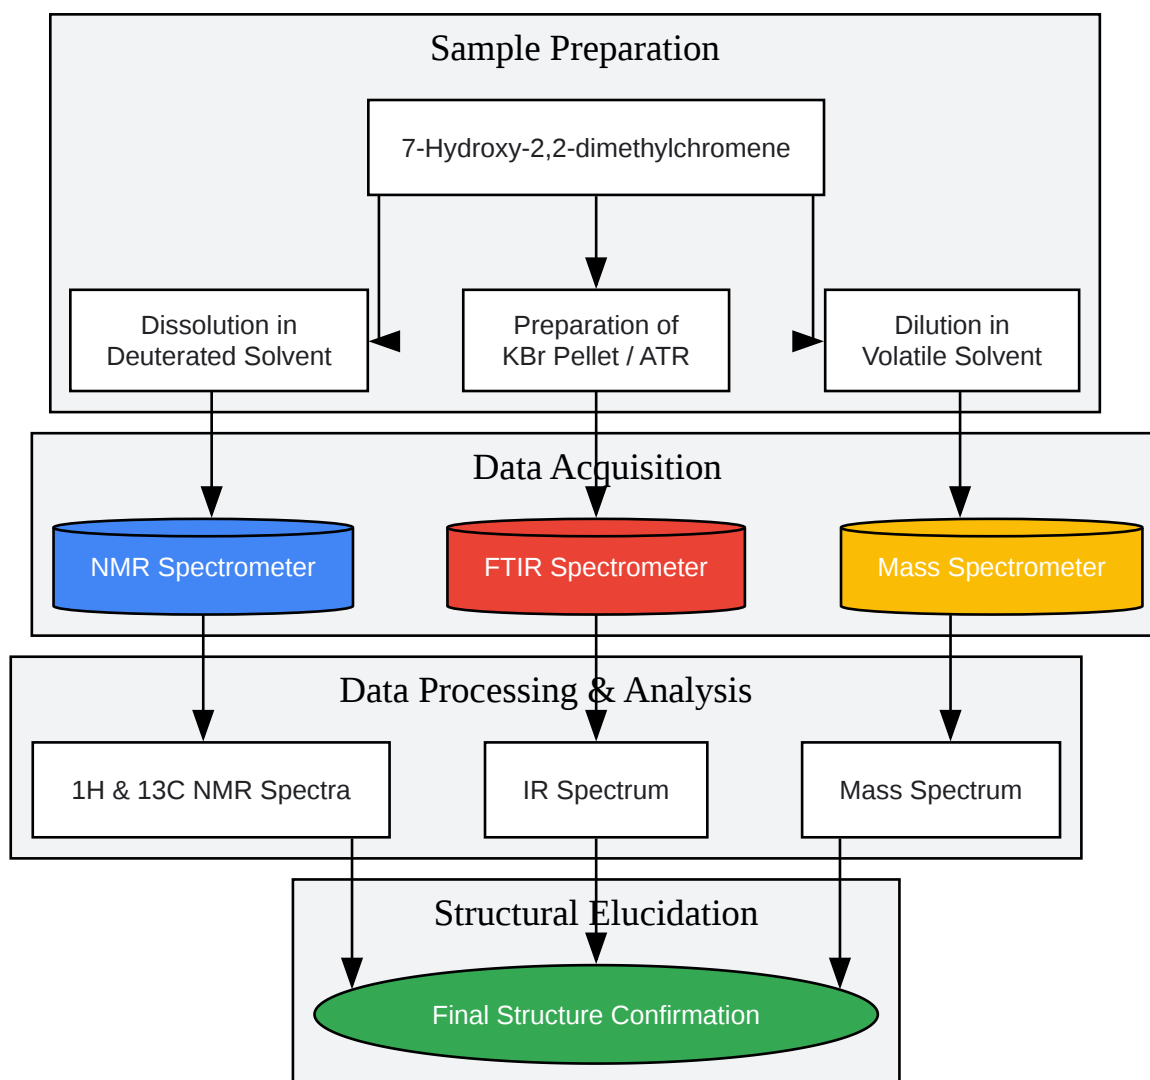 Sample Preparation
7-Hydroxy-2,2-dimethylchromene
Dissolution in
Deuterated Solvent
Preparation of
KBr Pellet / ATR
Dilution in
Volatile Solvent
Data Acquisition
NMR Spectrometer
FTIR Spectrometer
Mass Spectrometer
Data Processing & Analysis
1H & 13C NMR Spectra
IR Spectrum
Mass Spectrum
Structural Elucidation
Final Structure Confirmation